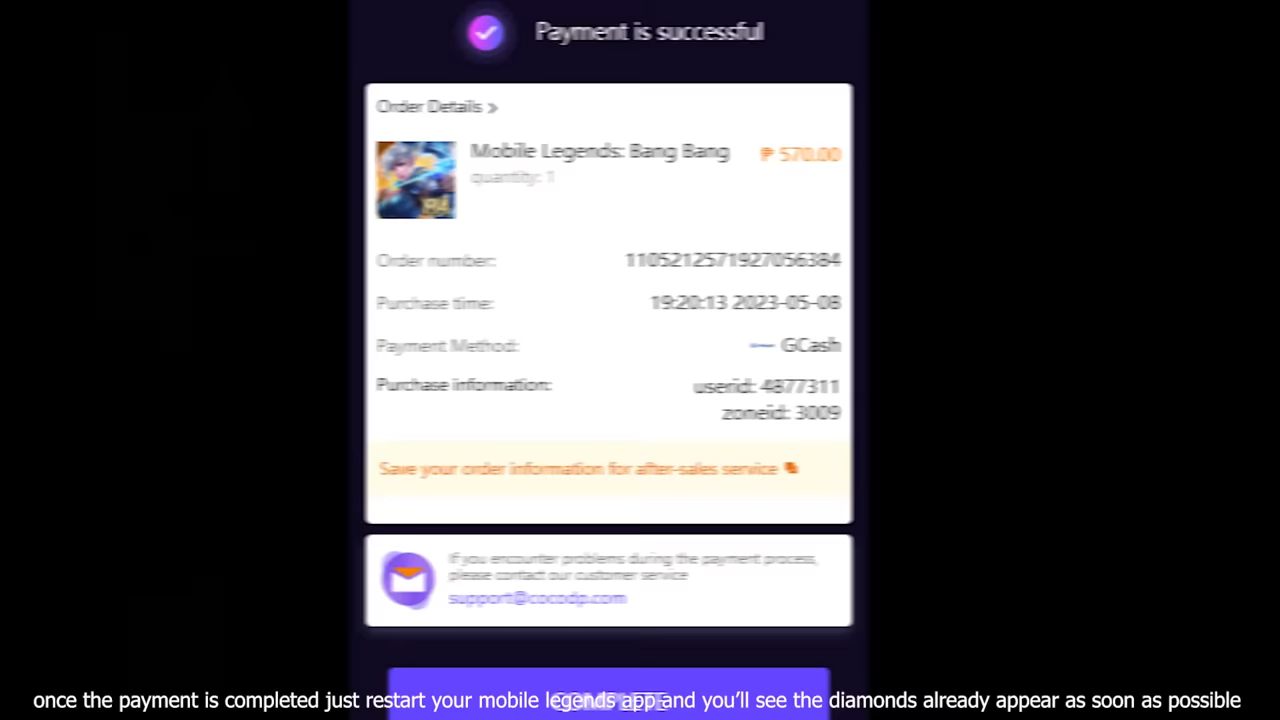 Payment is successful
Order Details >
Mobile Legends: Bang Bang
₱ 570.00
quantity: 1
Order number: 1105212571927056384
Purchase time: 19:20:13 2023-05-08
Payment Method: GCash
Purchase information: userid: 4877311
zoneid: 3009
Save your order information for after-sales service
If you encounter problems during the payment process,
please contact our customer service
support@cocodp.com
once the payment is completed just restart your mobile legends app and you’ll see the diamonds already appear as soon as possible